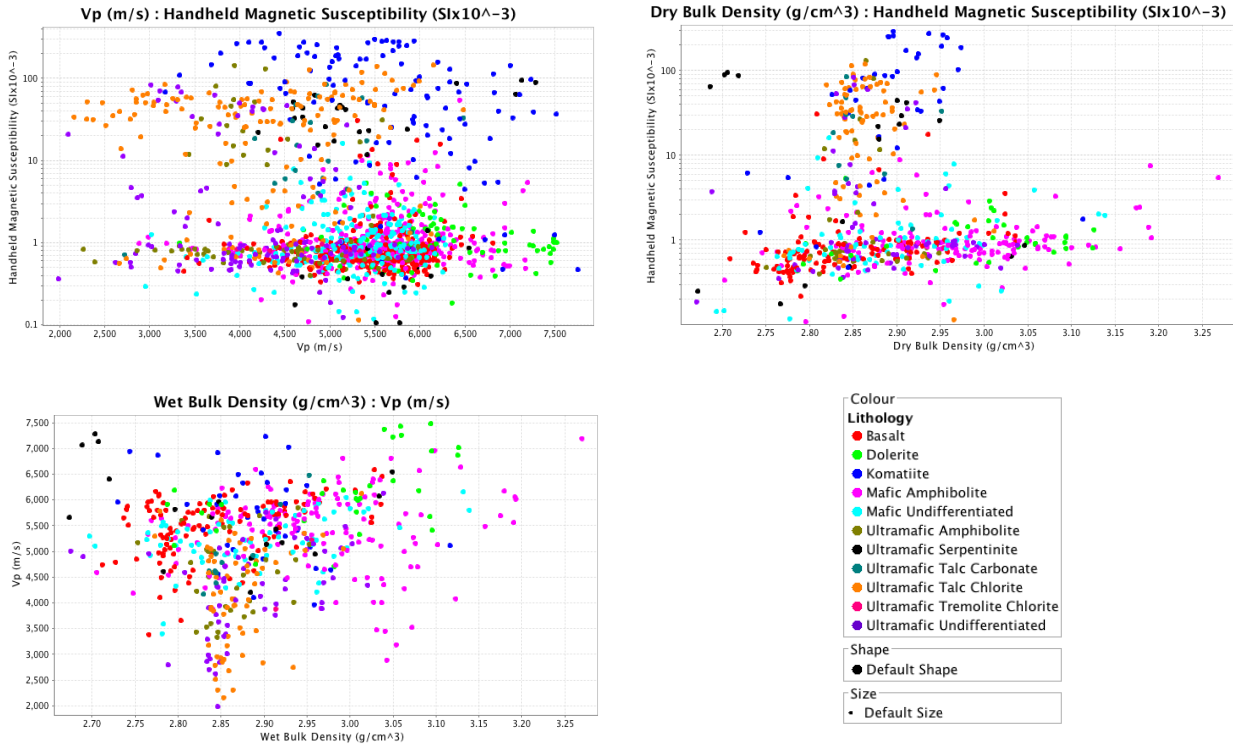 Vp (m/s) : Handheld Magnetic Susceptibility (SIx10^-3)
Handheld Magnetic Susceptibility (SIx10^-3)
100
10
1
0.1
2,000 2,500 3,000 3,500 4,000 4,500 5,000 5,500 6,000 6,500 7,000 7,500
Vp (m/s)
Dry Bulk Density (g/cm^3) : Handheld Magnetic Susceptibility (SIx10^-3)
Handheld Magnetic Susceptibility (SIx10^-3)
100
10
1
2.70 2.75 2.80 2.85 2.90 2.95 3.00 3.05 3.10 3.15 3.20 3.25
Dry Bulk Density (g/cm^3)
Wet Bulk Density (g/cm^3) : Vp (m/s)
Vp (m/s)
7,500
7,000
6,500
6,000
5,500
5,000
4,500
4,000
3,500
3,000
2,500
2,000
2.70 2.75 2.80 2.85 2.90 2.95 3.00 3.05 3.10 3.15 3.20 3.25
Wet Bulk Density (g/cm^3)
Colour
Lithology
Basalt
Dolerite
Komatiite
Mafic Amphibolite
Mafic Undifferentiated
Ultramafic Amphibolite
Ultramafic Serpentinite
Ultramafic Talc Carbonate
Ultramafic Talc Chlorite
Ultramafic Tremolite Chlorite
Ultramafic Undifferentiated
Shape
Default Shape
Size
Default Size